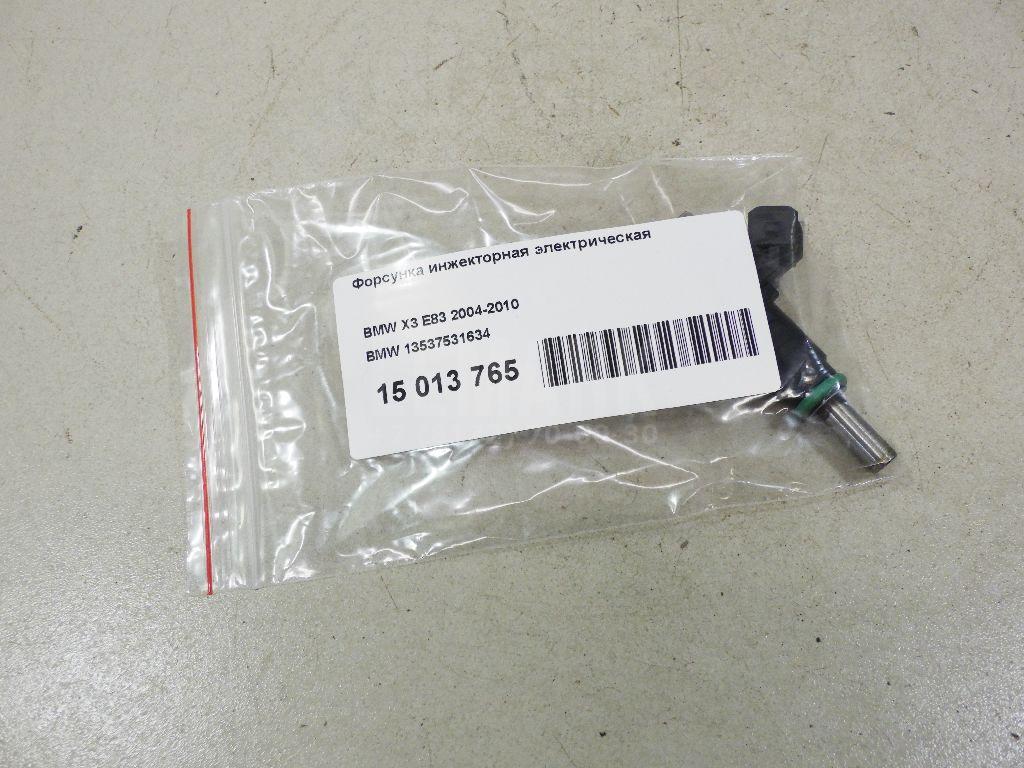 Форсунка инжекторная электрическая
BMW X3 E83 2004-2010
BMW 13537531634
15 013 765